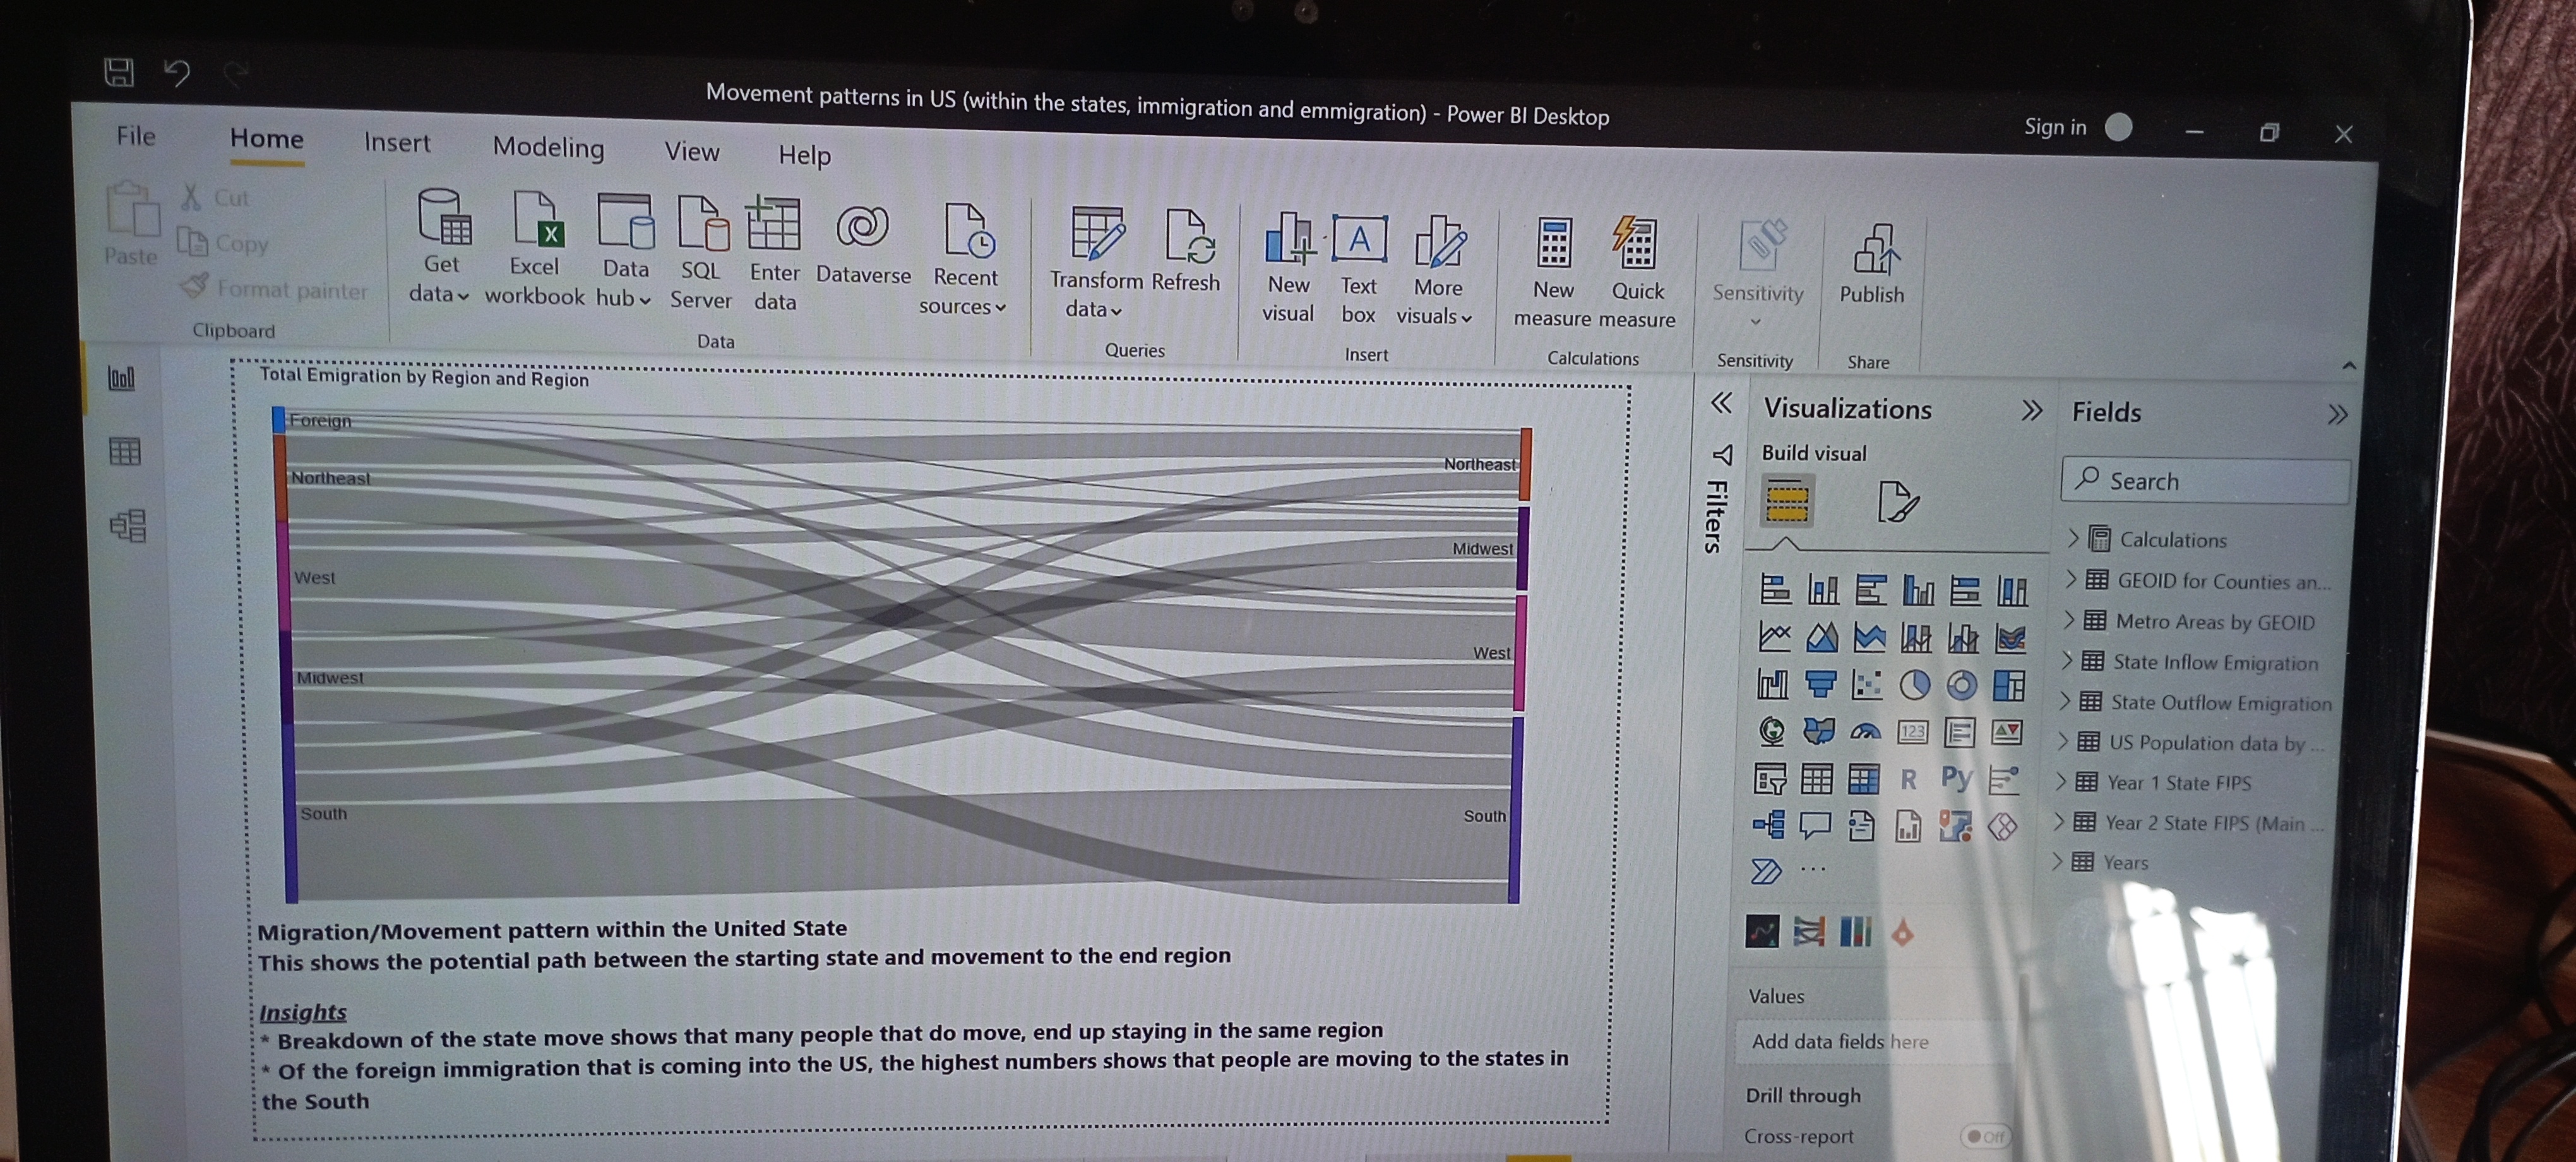 Movement patterns in US (within the states, immigration and emmigration) - Power BI Desktop
Sign in
File
Home
Insert
Modeling
View
Help
Paste
Cut
Copy
Format painter
Clipboard
Get data
Excel workbook
Data hub
SQL Server
Enter data
Dataverse
Recent sources
Data
Transform data
Refresh
Queries
New visual
A
Text box
More visuals
Insert
New measure
Quick measure
Calculations
Sensitivity
Sensitivity
Publish
Share
Total Emigration by Region and Region
Foreign
Northeast
West
Midwest
South
Northeast
Midwest
West
South
Migration/Movement pattern within the United State
This shows the potential path between the starting state and movement to the end region
Insights
* Breakdown of the state move shows that many people that do move, end up staying in the same region
* Of the foreign immigration that is coming into the US, the highest numbers shows that people are moving to the states in
the South
Filters
Visualizations
Build visual
123
R
Py
...
Values
Add data fields here
Drill through
Cross-report
Off
Fields
Search
Calculations
GEOID for Counties an...
Metro Areas by GEOID
State Inflow Emigration
State Outflow Emigration
US Population data by ...
Year 1 State FIPS
Year 2 State FIPS (Main ...
Years